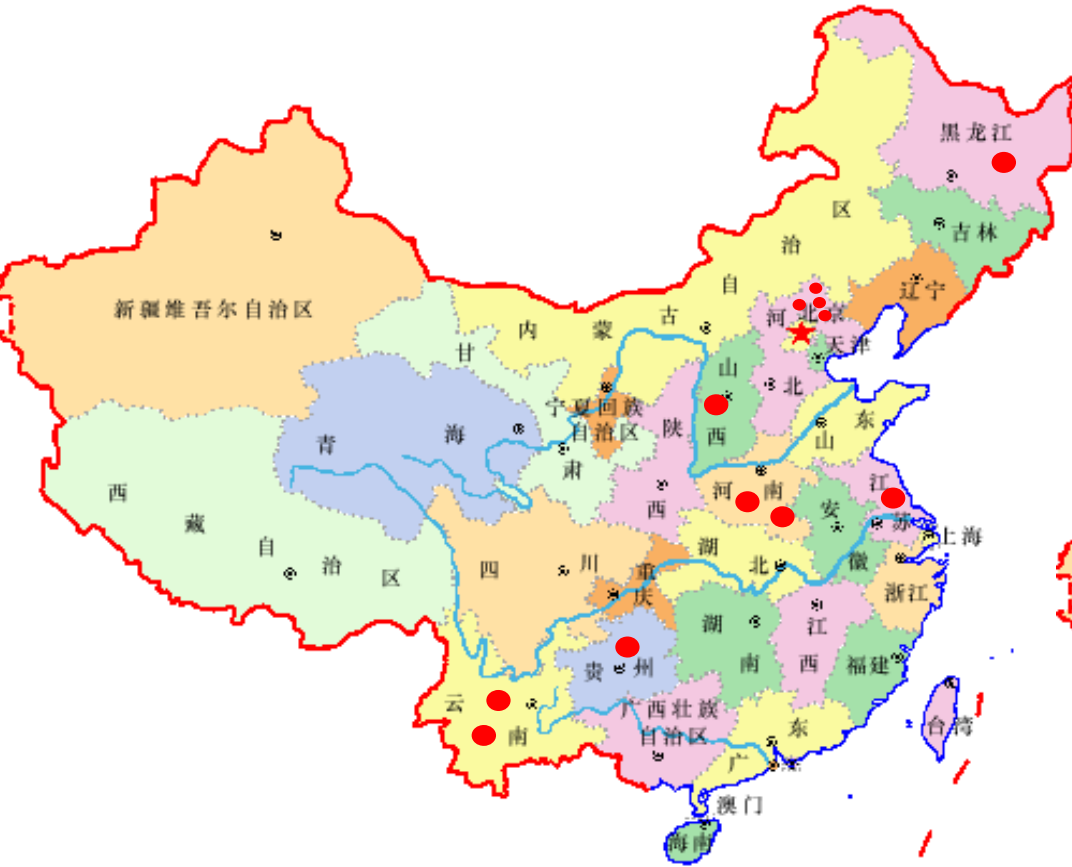 黑龙江
吉林
辽宁
区
治
自
古
蒙
内
新疆维吾尔自治区
甘
肃
河北京
天津
北
山
西
宁夏回族
自治区
陕
西
青海
山东
河南
江
苏
安
徽
上海
浙江
西
藏
自
治
区
四川
重
庆
湖
北
湖
南
江
西
福建
贵州
云
南
广西壮族
自治区
广东
台湾
澳门
海南